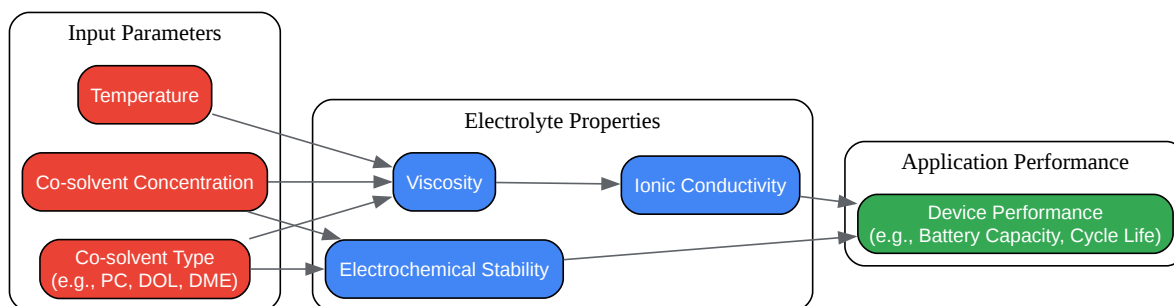 Input Parameters
Temperature
Co-solvent Concentration
Co-solvent Type
(e.g., PC, DOL, DME)
Electrolyte Properties
Viscosity
Ionic Conductivity
Electrochemical Stability
Application Performance
Device Performance
(e.g., Battery Capacity, Cycle Life)